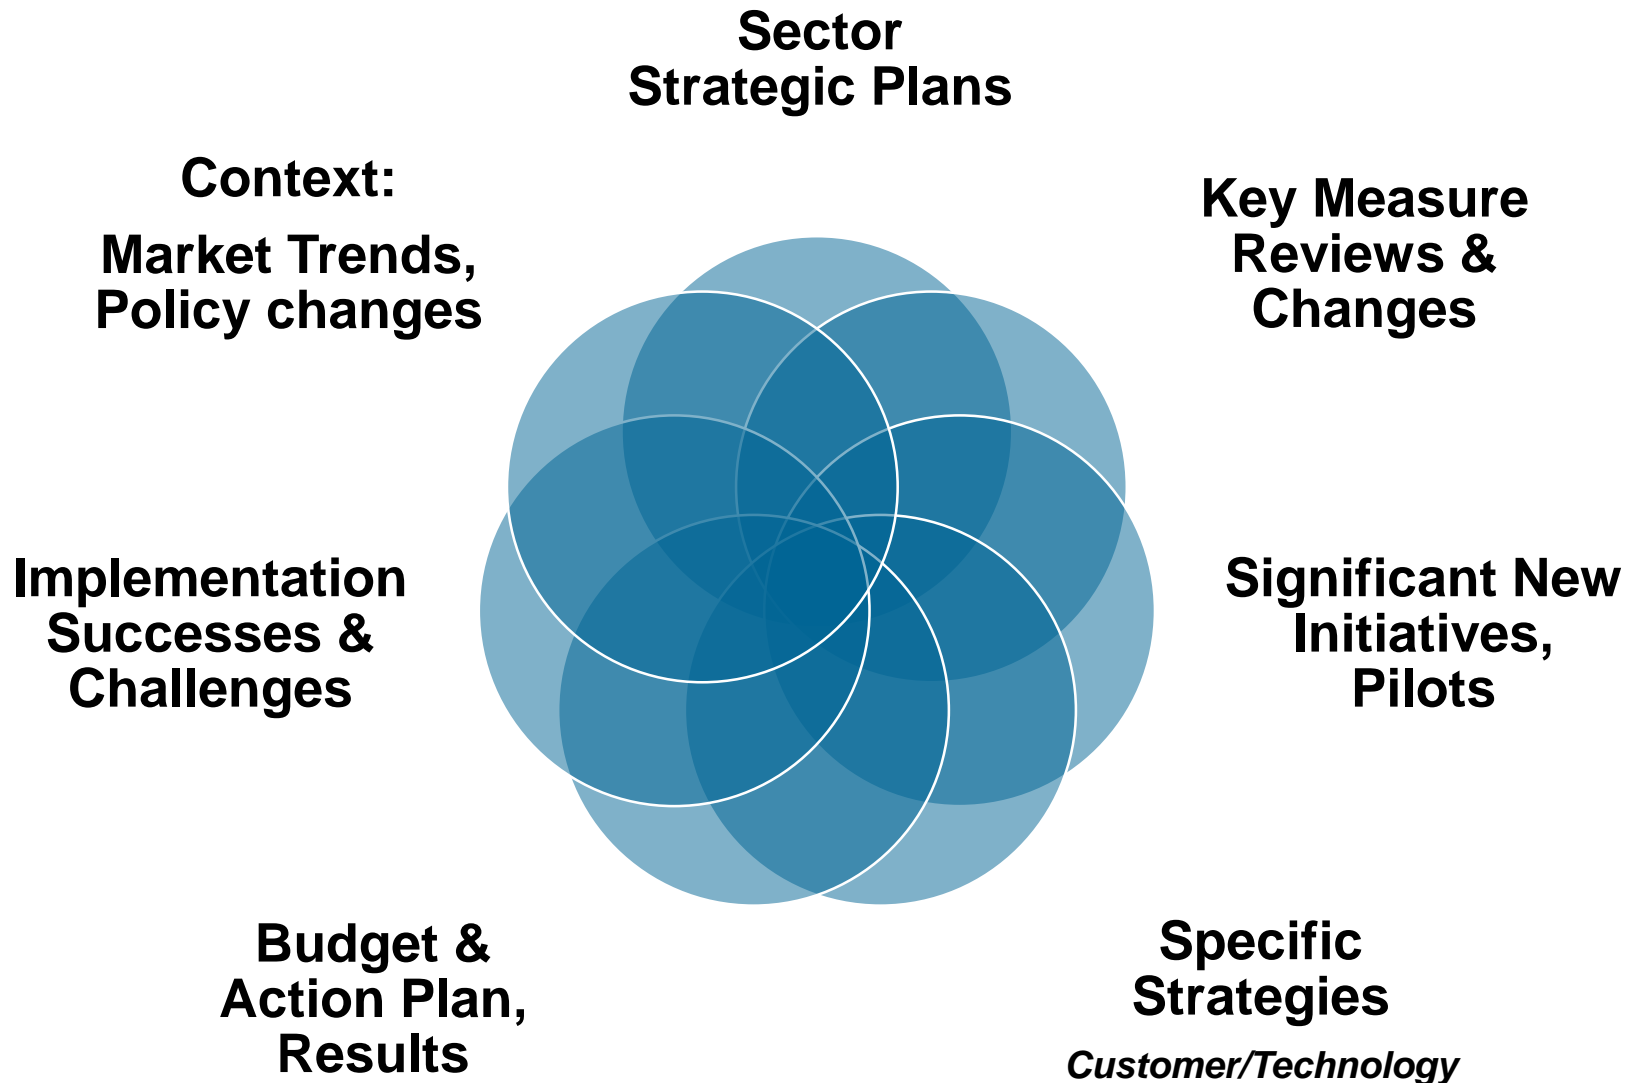 Sector
Strategic Plans
Context:
Market Trends,
Policy changes
Key Measure
Reviews &
Changes
Implementation
Successes &
Challenges
Significant New
Initiatives,
Pilots
Budget &
Action Plan,
Results
Specific
Strategies
Customer/Technology